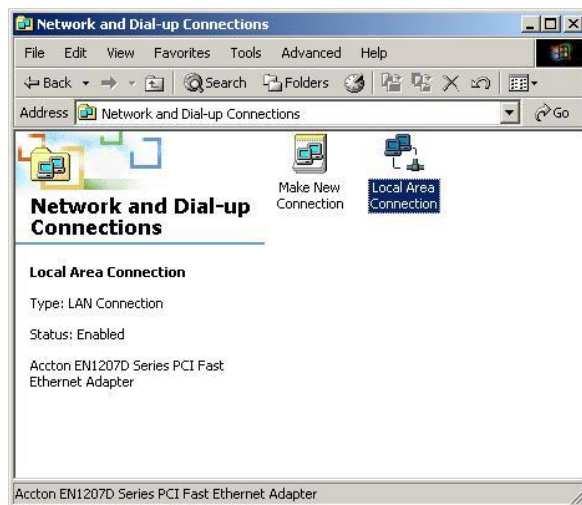 Network and Dial-up Connections
File Edit View Favorites Tools Advanced Help
Back Search Folders
Address Network and Dial-up Connections Go
Make New
Connection
Local Area
Connection
Network and Dial-up
Connections
Local Area Connection
Type: LAN Connection
Status: Enabled
Accton EN1207D Series PCI Fast
Ethernet Adapter
Accton EN1207D Series PCI Fast Ethernet Adapter